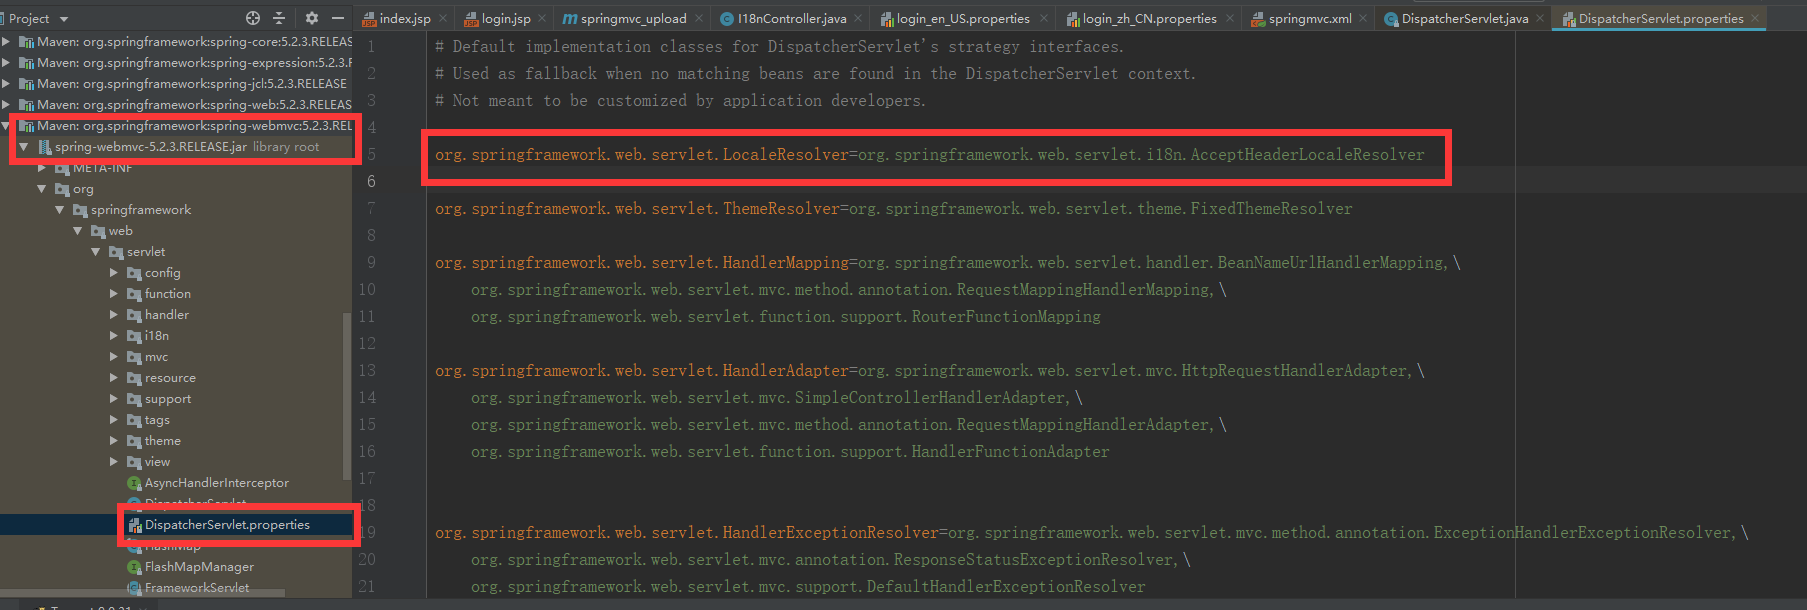 Project
index.jsp
login.jsp
springmvc_upload
I18nController.java
login_en_US.properties
login_zh_CN.properties
springmvc.xml
DispatcherServlet.java
DispatcherServlet.properties
Maven: org.springframework:spring-core:5.2.3.RELEAS
Maven: org.springframework:spring-expression:5.2.3.F
Maven: org.springframework:spring-jcl:5.2.3.RELEASE
Maven: org.springframework:spring-web:5.2.3.RELEAS
Maven: org.springframework:spring-webmvc:5.2.3.REL
spring-webmvc-5.2.3.RELEASE.jar library root
META-INF
org
springframework
web
servlet
config
function
handler
i18n
mvc
resource
support
tags
theme
view
AsyncHandlerInterceptor
DispatcherServlet
DispatcherServlet.properties
FlashMap
FlashMapManager
FrameworkServlet
1 # Default implementation classes for DispatcherServlet's strategy interfaces.
2 # Used as fallback when no matching beans are found in the DispatcherServlet context.
3 # Not meant to be customized by application developers.
4
5 org.springframework.web.servlet.LocaleResolver=org.springframework.web.servlet.i18n.AcceptHeaderLocaleResolver
6
7 org.springframework.web.servlet.ThemeResolver=org.springframework.web.servlet.theme.FixedThemeResolver
8
9 org.springframework.web.servlet.HandlerMapping=org.springframework.web.servlet.handler.BeanNameUrlHandlerMapping,\
10 org.springframework.web.servlet.mvc.method.annotation.RequestMappingHandlerMapping,\
11 org.springframework.web.servlet.function.support.RouterFunctionMapping
12
13 org.springframework.web.servlet.HandlerAdapter=org.springframework.web.servlet.mvc.HttpRequestHandlerAdapter,\
14 org.springframework.web.servlet.mvc.SimpleControllerHandlerAdapter,\
15 org.springframework.web.servlet.mvc.method.annotation.RequestMappingHandlerAdapter,\
16 org.springframework.web.servlet.function.support.HandlerFunctionAdapter
17
18
19 org.springframework.web.servlet.HandlerExceptionResolver=org.springframework.web.servlet.mvc.method.annotation.ExceptionHandlerExceptionResolver,\
20 org.springframework.web.servlet.mvc.annotation.ResponseStatusExceptionResolver,\
21 org.springframework.web.servlet.mvc.support.DefaultHandlerExceptionResolver